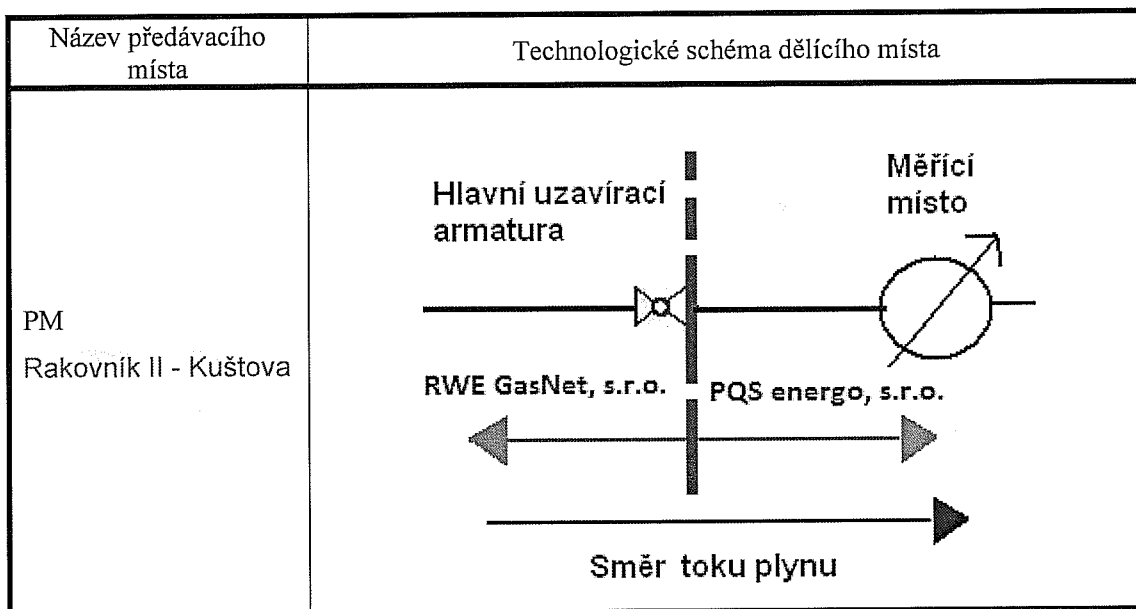 Název předávacího
místa
Technologické schéma dělícího místa
PM
Rakovník II - Kuštova
Hlavní uzavírací
armatura
Měřící
místo
RWE GasNet, s.r.o.
PQS energo, s.r.o.
Směr toku plynu